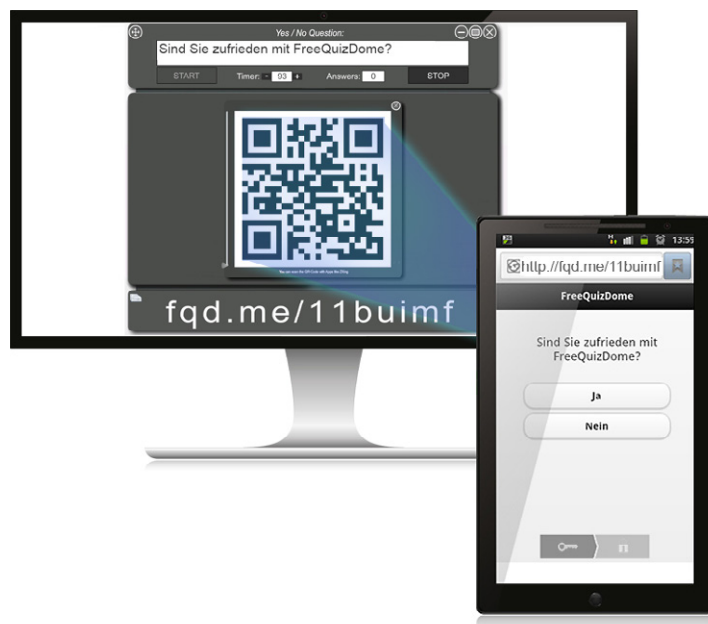 Yes / No Question:
Sind Sie zufrieden mit FreeQuizDome?
START Timer: - 03 + Answers: 0 STOP
fqd.me/11buimf
H 13:59
http://fqd.me/11buimf
FreeQuizDome
Sind Sie zufrieden mit
FreeQuizDome?
Ja
Nein